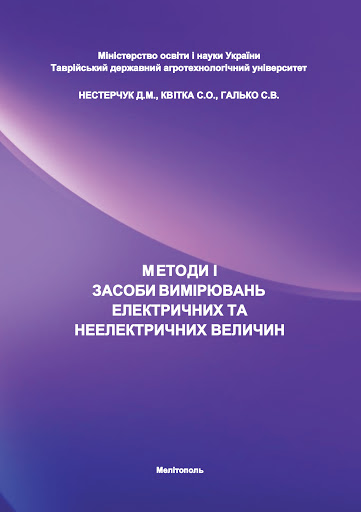 Міністерство освіти і науки України
Таврійський державний агротехнологічний університет
НЕСТЕРЧУК Д.М., КВІТКА С.О., ГАЛЬКО С.В.
МЕТОДИ І
ЗАСОБИ ВИМІРЮВАНЬ
ЕЛЕКТРИЧНИХ ТА
НЕЕЛЕКТРИЧНИХ ВЕЛИЧИН
Мелітополь